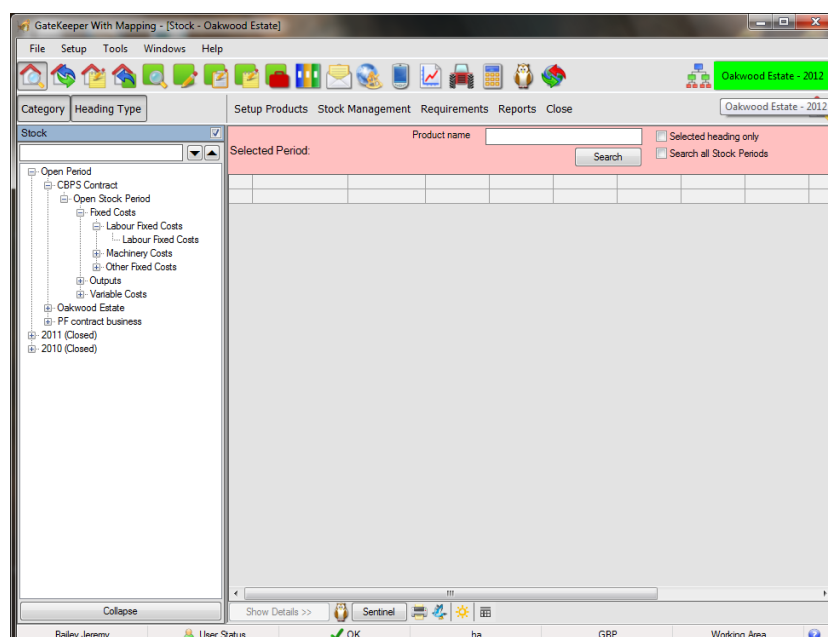 GateKeeper With Mapping - [Stock - Oakwood Estate]
File Setup Tools Windows Help
Oakwood Estate - 2012
Category Heading Type Setup Products Stock Management Requirements Reports Close
Oakwood Estate - 2012
Stock
Product name
Selected heading only
Selected Period:
Search
Search all Stock Periods
Open Period
CBPS Contract
Open Stock Period
Fixed Costs
Labour Fixed Costs
Labour Fixed Costs
Machinery Costs
Other Fixed Costs
Outputs
Variable Costs
Oakwood Estate
PF contract business
2011 (Closed)
2010 (Closed)
Collapse
Show Details >>
Sentinel
Bailey Jeremy User Status OK ha GBP Working Area